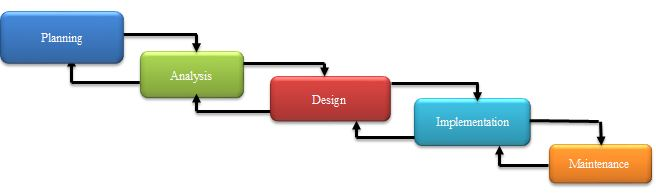 Planning
Analysis
Design
Implementation
Maintenance